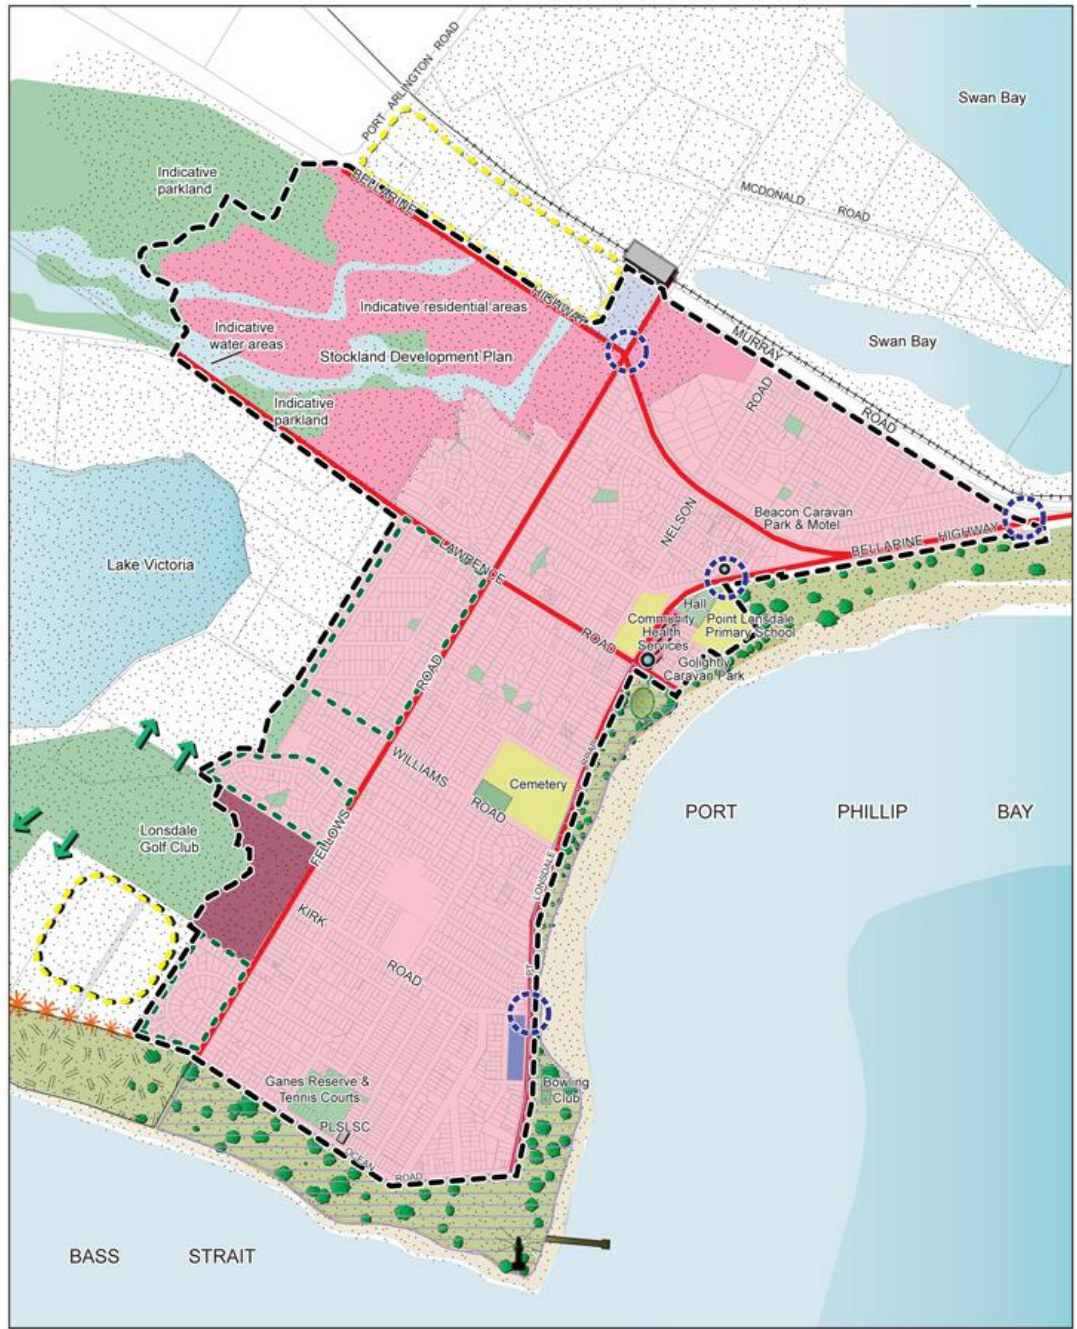 Swan Bay
PORT ARLINGTON ROAD
Indicative
parkland
BELLARINE
HIGHWAY
MCDONALD ROAD
Indicative residential areas
Indicative
water areas
Stockland Development Plan
MURRAY
ROAD
Swan Bay
Indicative
parkland
ROAD
NELSON
Beacon Caravan
Park & Motel
BELLARINE HIGHWAY
Lake Victoria
LAWRENCE
ROAD
Hall
Community
Health
Services
Point Lonsdale
Primary School
Golightly
Caravan Park
ROAD
FELLOWS
WILLIAMS
ROAD
Cemetery
ROAD
LONSDALE
PT
PORT PHILLIP BAY
Lonsdale
Golf Club
KIRK
ROAD
Ganes Reserve &
Tennis Courts
PLSLSC
Bowling
Club
OCEAN
ROAD
BASS STRAIT